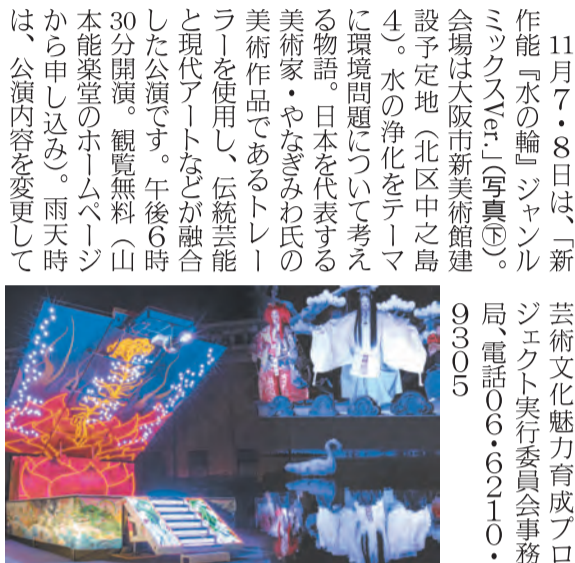 11月7・8日は、「新
作能『水の輪』ジャンル
ミックスVer.」(写真㊦)。
会場は大阪市新美術館建
設予定地(北区中之島
4)。水の浄化をテーマ
に環境問題について考え
る物語。日本を代表する
美術家・やなぎみわ氏の
美術作品であるトレー
ラーを使用し、伝統芸能
と現代アートなどが融合
した公演です。午後6時
30分開演。観覧無料(山
本能楽堂のホームページ
から申し込み)。雨天時
は、公演内容を変更して
芸術文化魅力育成プロ
ジェクト実行委員会事務
局、電話06・6210・
9305